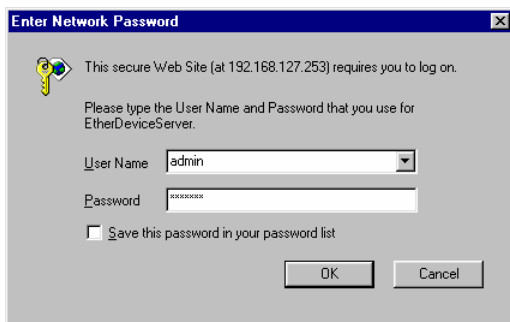 Enter Network Password
This secure Web Site (at 192.168.127.253) requires you to log on.
Please type the User Name and Password that you use for
EtherDeviceServer.
User Name admin
Password xxxxxxx
Save this password in your password list
OK Cancel